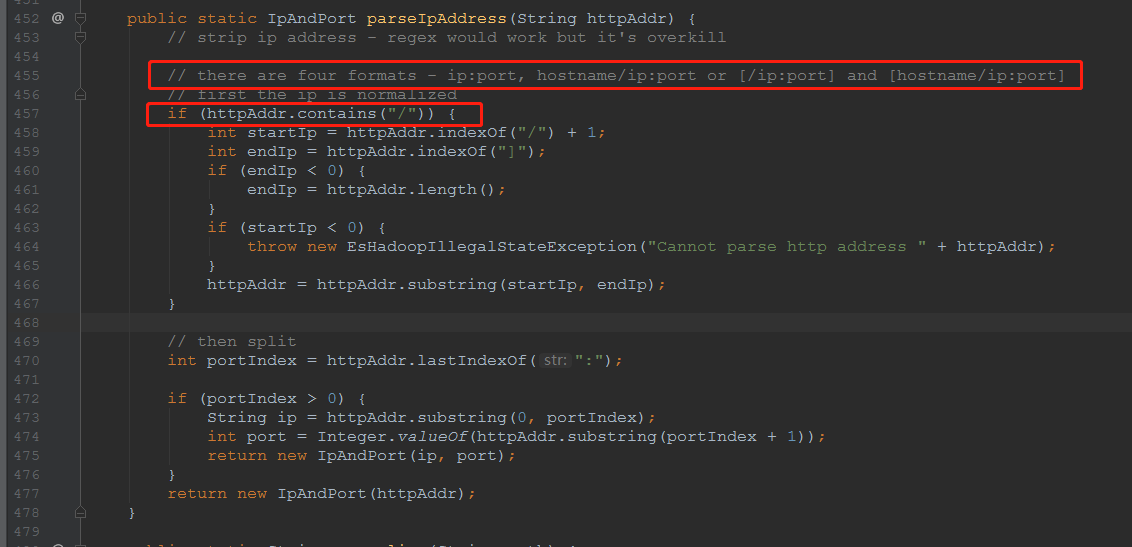 452 @ public static IpAndPort parseIpAddress(String httpAddr) {
453 // strip ip address - regex would work but it's overkill
454
455 // there are four formats - ip:port, hostname/ip:port or [/ip:port] and [hostname/ip:port]
456 // first the ip is normalized
457 if (httpAddr.contains("/")) {
458 int startIp = httpAddr.indexOf("/") + 1;
459 int endIp = httpAddr.indexOf("]");
460 if (endIp < 0) {
461 endIp = httpAddr.length();
462 }
463 if (startIp < 0) {
464 throw new EsHadoopIllegalStateException("Cannot parse http address " + httpAddr);
465 }
466 httpAddr = httpAddr.substring(startIp, endIp);
467 }
468
469 // then split
470 int portIndex = httpAddr.lastIndexOf( str: ":");
471
472 if (portIndex > 0) {
473 String ip = httpAddr.substring(0, portIndex);
474 int port = Integer.valueOf(httpAddr.substring(portIndex + 1));
475 return new IpAndPort(ip, port);
476 }
477 return new IpAndPort(httpAddr);
478 }
479